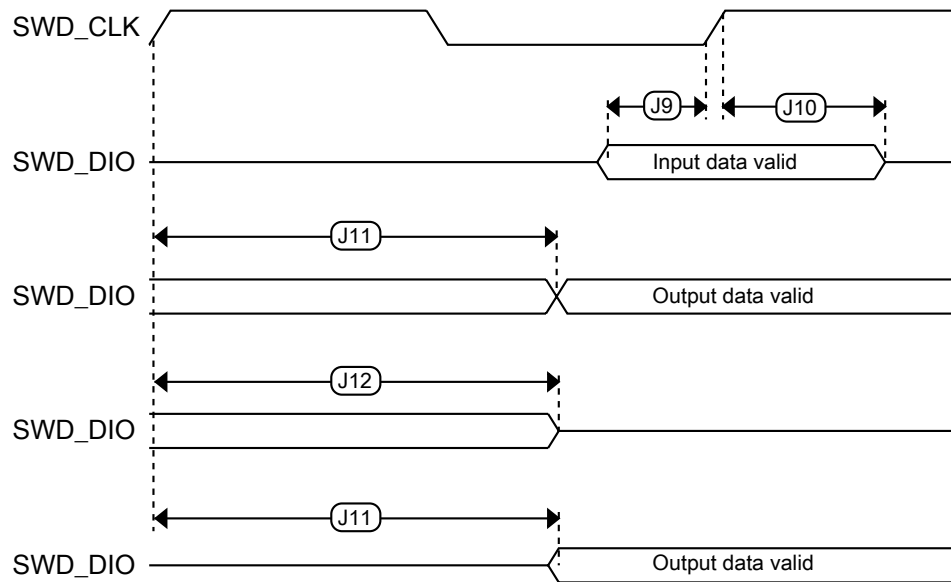 SWD_CLK
J9
J10
SWD_DIO
Input data valid
J11
SWD_DIO
Output data valid
J12
SWD_DIO
J11
SWD_DIO
Output data valid